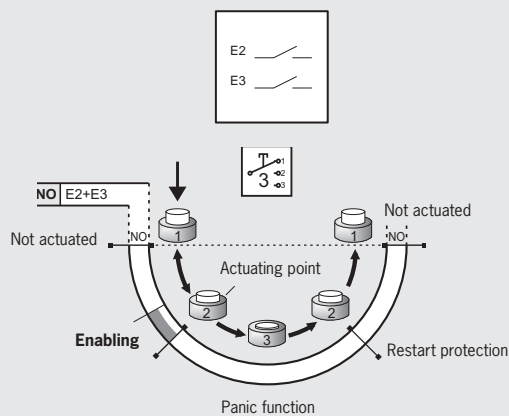 E2
E3
1
2
3
3
NO E2+E3
Not actuated
NO
1
1
NO
Not actuated
Actuating point
2
2
3
Enabling
Restart protection
Panic function